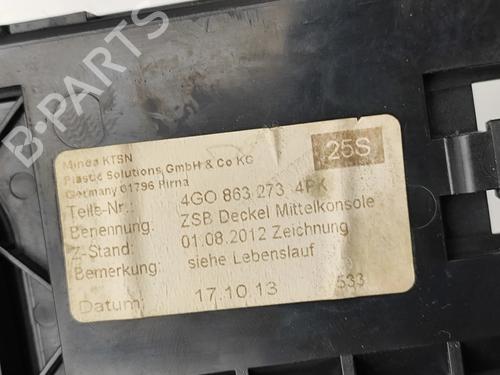 B-PARTS
Minda KTSN
Plastic Solutions GmbH & Co KG
Germany 01796 Pirna
25S
Teile-Nr.: 4GO 863 273 4PK
Benennung: ZSB Deckel Mittelkonsole
Z-Stand: 01.08.2012 Zeichnung
Bemerkung: siehe Lebenslauf
Datum: 17.10.13 533